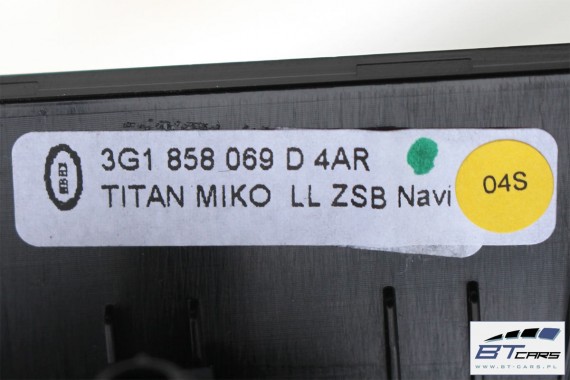 3G1 858 069 D 4AR
TITAN MIKO LL ZSB Navi
04S
BTCARS
WWW.BT-CARS.PL